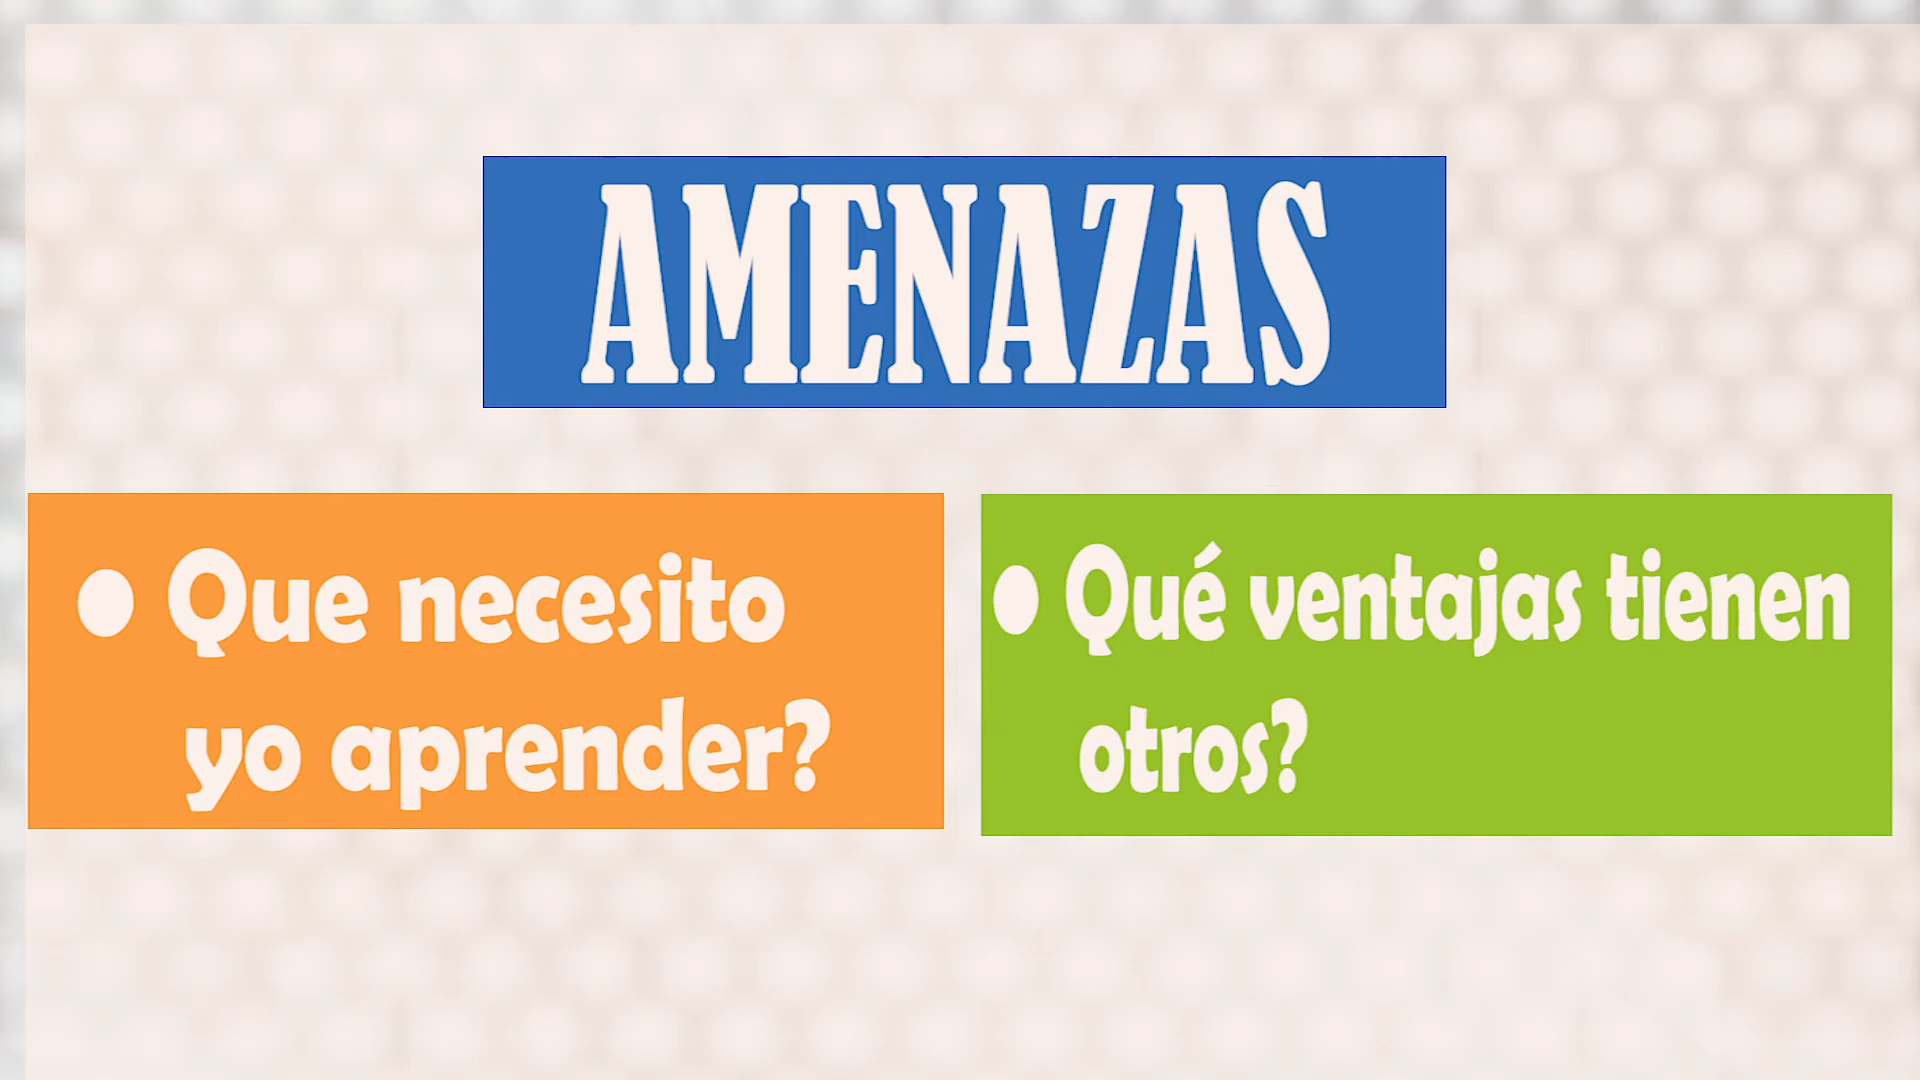 AMENAZAS
• Que necesito
yo aprender?
• Qué ventajas tienen
otros?